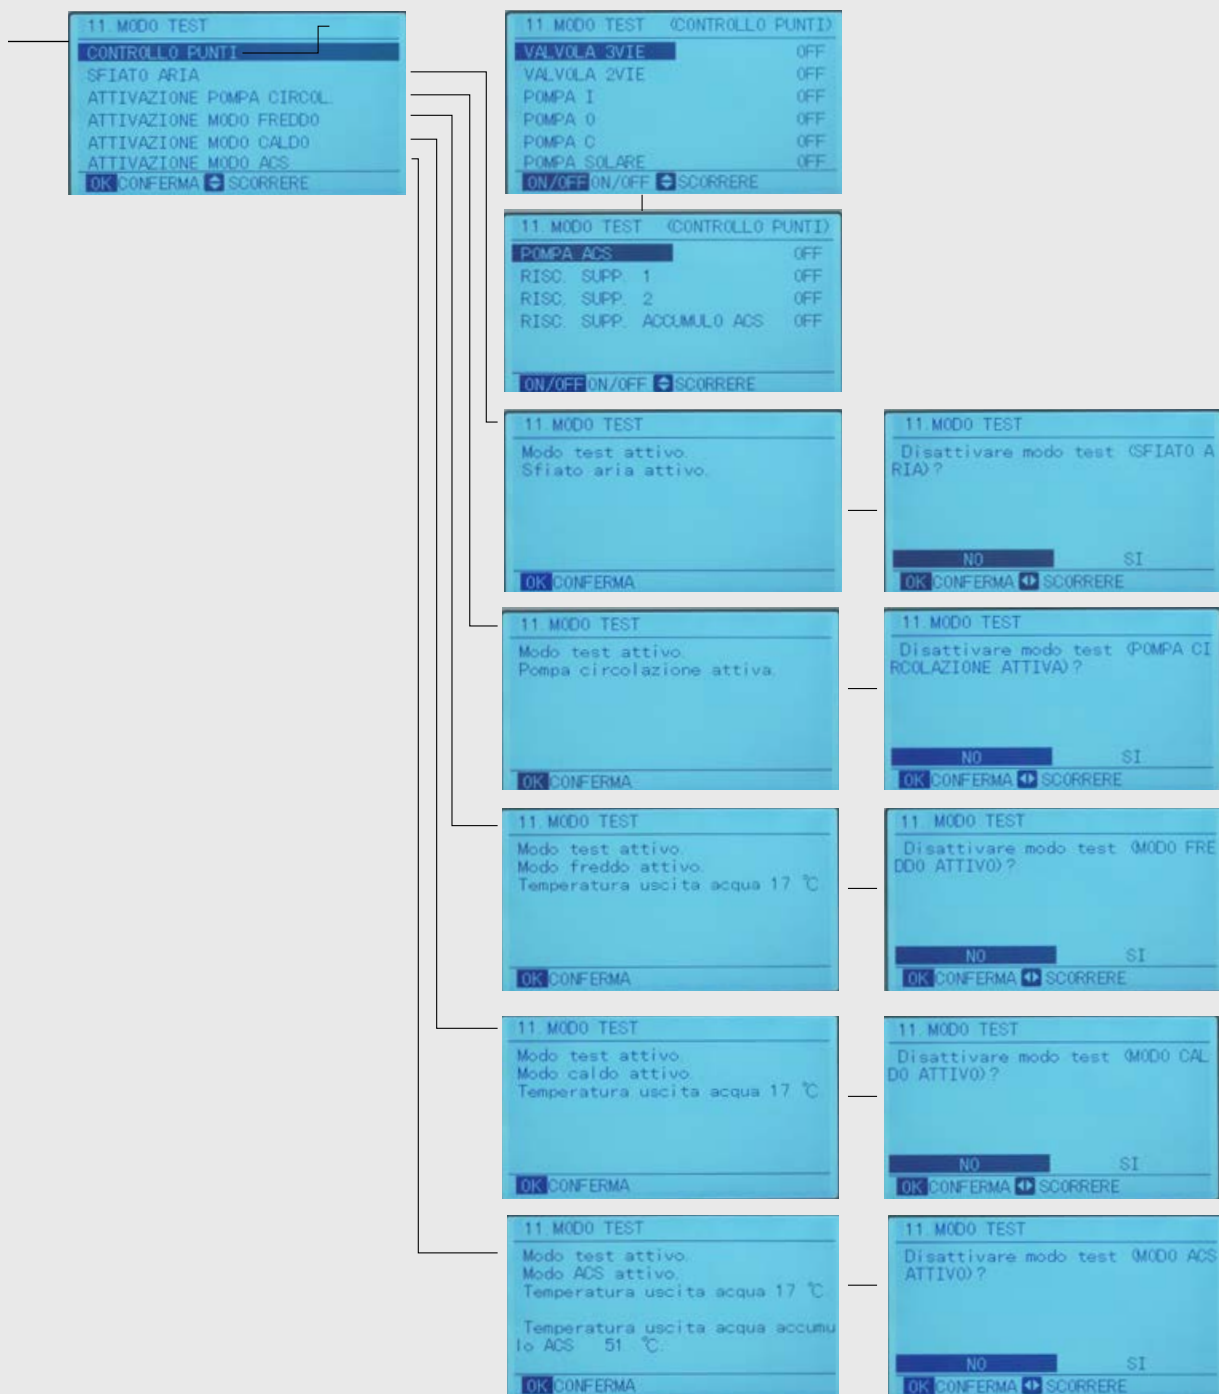 11. MODO TEST
CONTROLLO PUNTI
SFIATO ARIA
ATTIVAZIONE POMPA CIRCOL.
ATTIVAZIONE MODO FREDDO
ATTIVAZIONE MODO CALDO
ATTIVAZIONE MODO ACS
OK CONFERMA SCORRERE
11. MODO TEST (CONTROLLO PUNTI)
VALVOLA 3VIE OFF
VALVOLA 2VIE OFF
POMPA I OFF
POMPA O OFF
POMPA C OFF
POMPA SOLARE OFF
ON/OFF ON/OFF SCORRERE
11. MODO TEST (CONTROLLO PUNTI)
POMPA ACS OFF
RISC. SUPP. 1 OFF
RISC. SUPP. 2 OFF
RISC. SUPP. ACCUMULO ACS OFF
ON/OFF ON/OFF SCORRERE
11. MODO TEST
Modo test attivo.
Sfiato aria attivo.
OK CONFERMA
11. MODO TEST
Disattivare modo test (SFIATO A
RIA)?
NO SI
OK CONFERMA SCORRERE
11. MODO TEST
Modo test attivo.
Pompa circolazione attiva.
OK CONFERMA
11. MODO TEST
Disattivare modo test (POMPA CI
RCOLAZIONE ATTIVA)?
NO SI
OK CONFERMA SCORRERE
11. MODO TEST
Modo test attivo.
Modo freddo attivo.
Temperatura uscita acqua 17 °C
OK CONFERMA
11. MODO TEST
Disattivare modo test (MODO FRE
DDO ATTIVO)?
NO SI
OK CONFERMA SCORRERE
11. MODO TEST
Modo test attivo.
Modo caldo attivo.
Temperatura uscita acqua 17 °C
OK CONFERMA
11. MODO TEST
Disattivare modo test (MODO CAL
DO ATTIVO)?
NO SI
OK CONFERMA SCORRERE
11. MODO TEST
Modo test attivo.
Modo ACS attivo.
Temperatura uscita acqua 17 °C
Temperatura uscita acqua accumu
lo ACS 51 °C.
OK CONFERMA
11. MODO TEST
Disattivare modo test (MODO ACS
ATTIVO)?
NO SI
OK CONFERMA SCORRERE